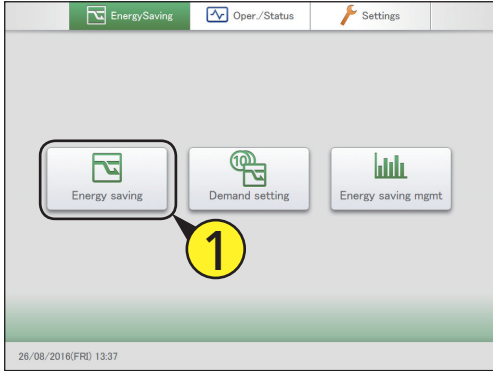 EnergySaving Oper./Status Settings
10
Energy saving Demand setting Energy saving mgmt
1
26/08/2016(FRI) 13:37